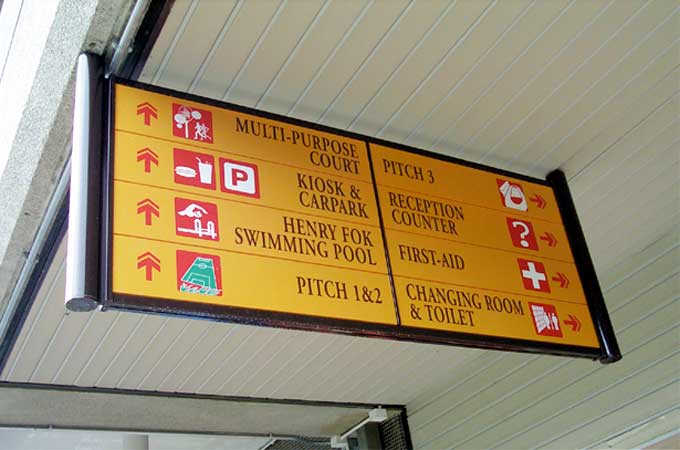 MULTI-PURPOSE
COURT
P
KIOSK &
CARPARK
HENRY FOK
SWIMMING POOL
PITCH 1&2
PITCH 3
RECEPTION
COUNTER
?
FIRST-AID
CHANGING ROOM
& TOILET